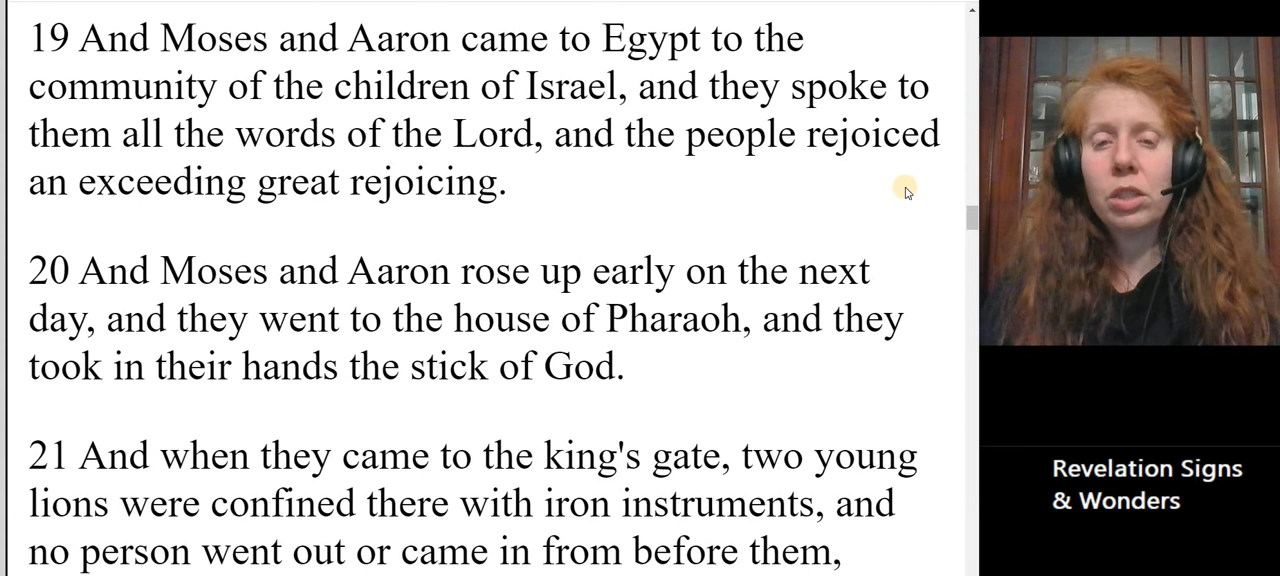 19 And Moses and Aaron came to Egypt to the
community of the children of Israel, and they spoke to
them all the words of the Lord, and the people rejoiced
an exceeding great rejoicing.
20 And Moses and Aaron rose up early on the next
day, and they went to the house of Pharaoh, and they
took in their hands the stick of God.
21 And when they came to the king's gate, two young
lions were confined there with iron instruments, and
no person went out or came in from before them,
Revelation Signs
& Wonders